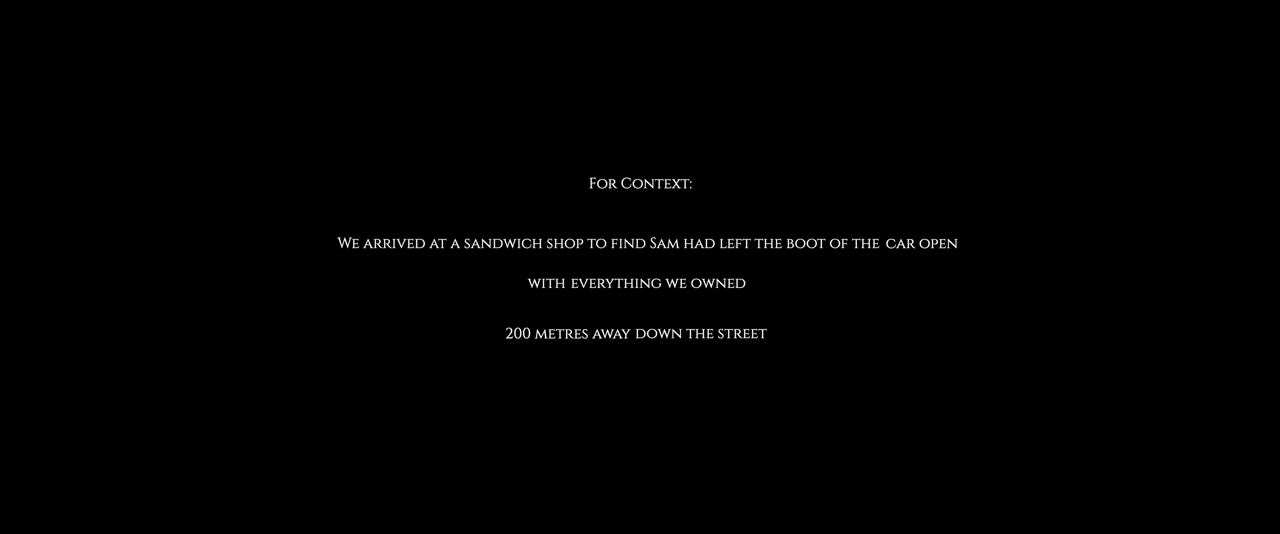 For Context:
We arrived at a sandwich shop to find Sam had left the boot of the car open
with everything we owned
200 metres away down the street